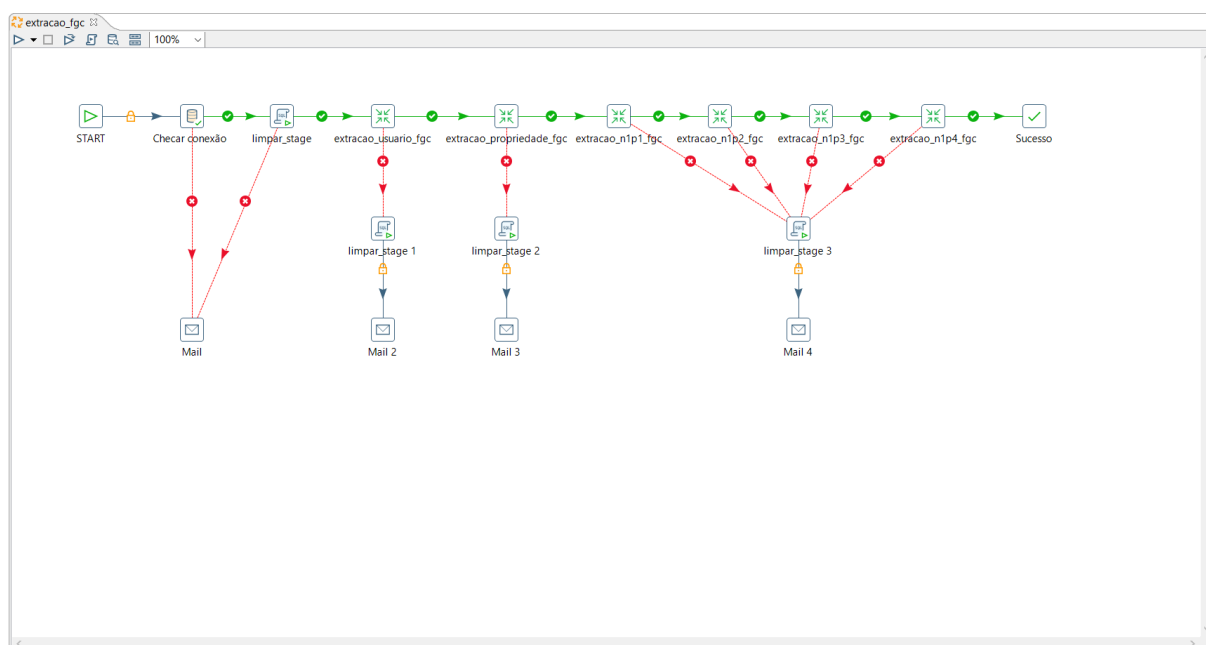 extracao_fgc
100%
START
Checar conexão
limpar_stage
extracao_usuario_fgc
extracao_propriedade_fgc
extracao_n1p1_fgc
extracao_n1p2_fgc
extracao_n1p3_fgc
extracao_n1p4_fgc
Sucesso
limpar_stage 1
limpar_stage 2
limpar_stage 3
Mail
Mail 2
Mail 3
Mail 4